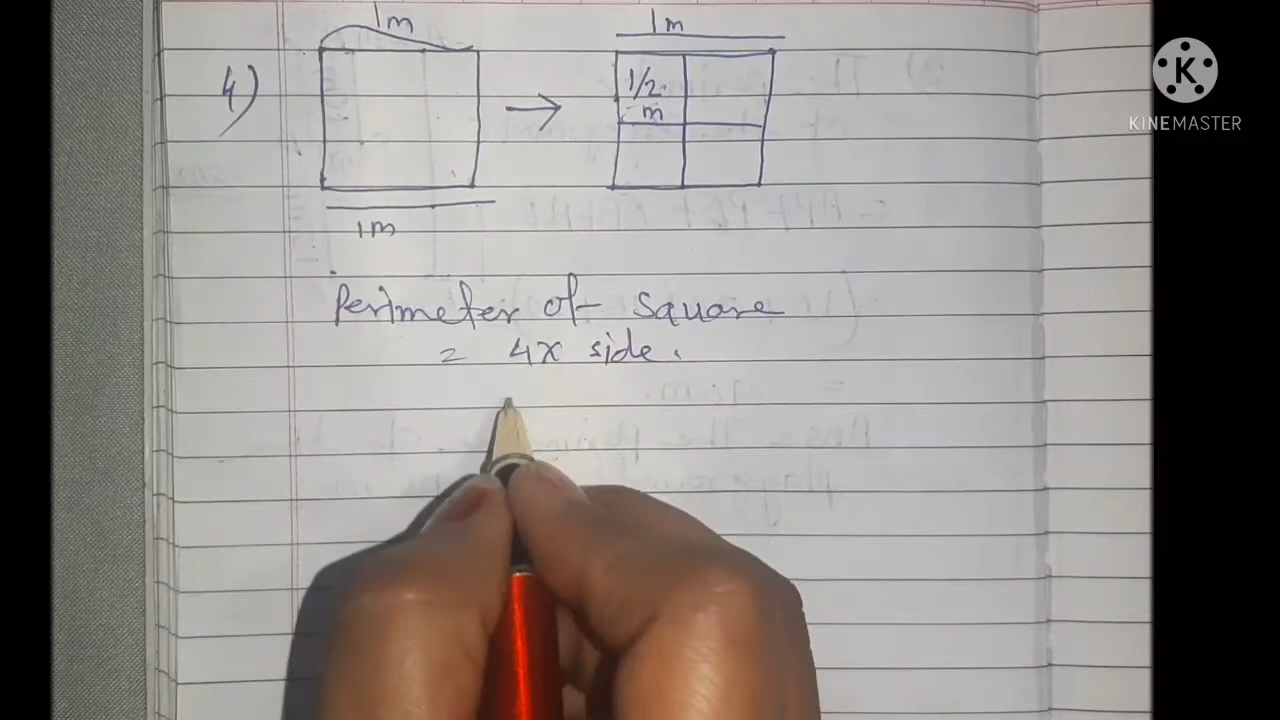 1m
1m
4)
1/2
m
1m
Perimeter of square
= 4x side.
KINEMASTER